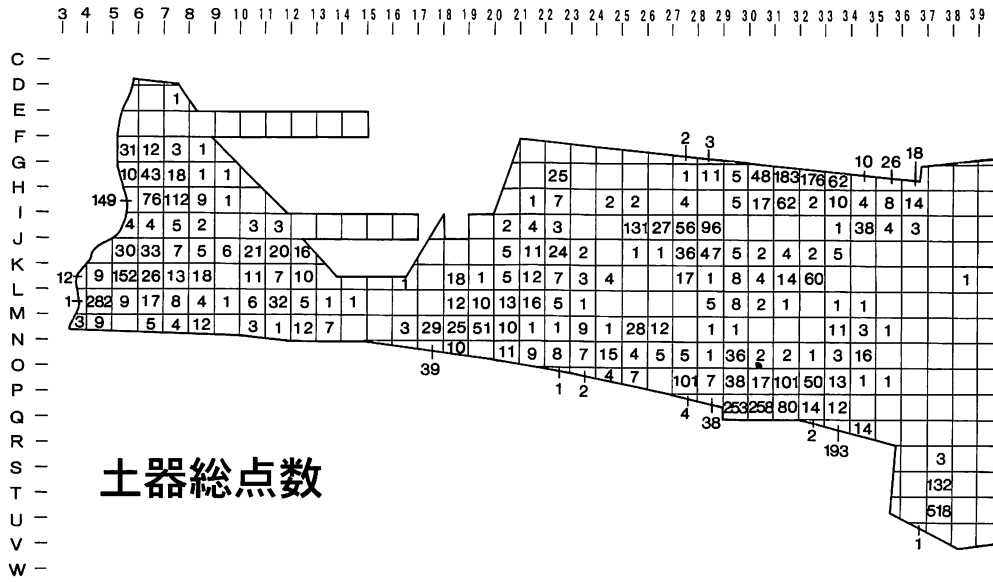 3 4 5 6 7 8 9 10 11 12 13 14 15 16 17 18 19 20 21 22 23 24 25 26 27 28 29 30 31 32 33 34 35 36 37 38 39
C
D
1
E
F
2 3
31 12 3 1 10 26 18
G
10 43 18 1 1 25 1 11 5 48 183 176 62
H
149 76 112 9 1 1 7 2 2 4 5 17 62 2 10 4 8 14
I
4 4 5 2 3 3 2 4 3 131 27 56 96 1 38 4 3
J
30 33 7 5 6 21 20 16 5 11 24 2 1 1 36 47 5 2 4 2 5
K
12 9 152 26 13 18 11 7 10 1 18 1 5 12 7 3 4 17 1 8 4 14 60 1
L
1 282 9 17 8 4 1 6 32 5 1 1 12 10 13 16 5 1 5 8 2 1 1 1
M
3 9 5 4 12 3 1 12 7 3 29 25 51 10 1 1 9 1 28 12 1 1 11 3 1
N
39 10 11 9 8 7 15 4 5 5 1 36 2 2 1 3 16
O
1 2 4 7 101 7 38 17 101 50 13 1 1
P
4 38 253 258 80 14 12
Q
2 193 14
R
3
S
土器総点数
132
T
518
U
1
V
W